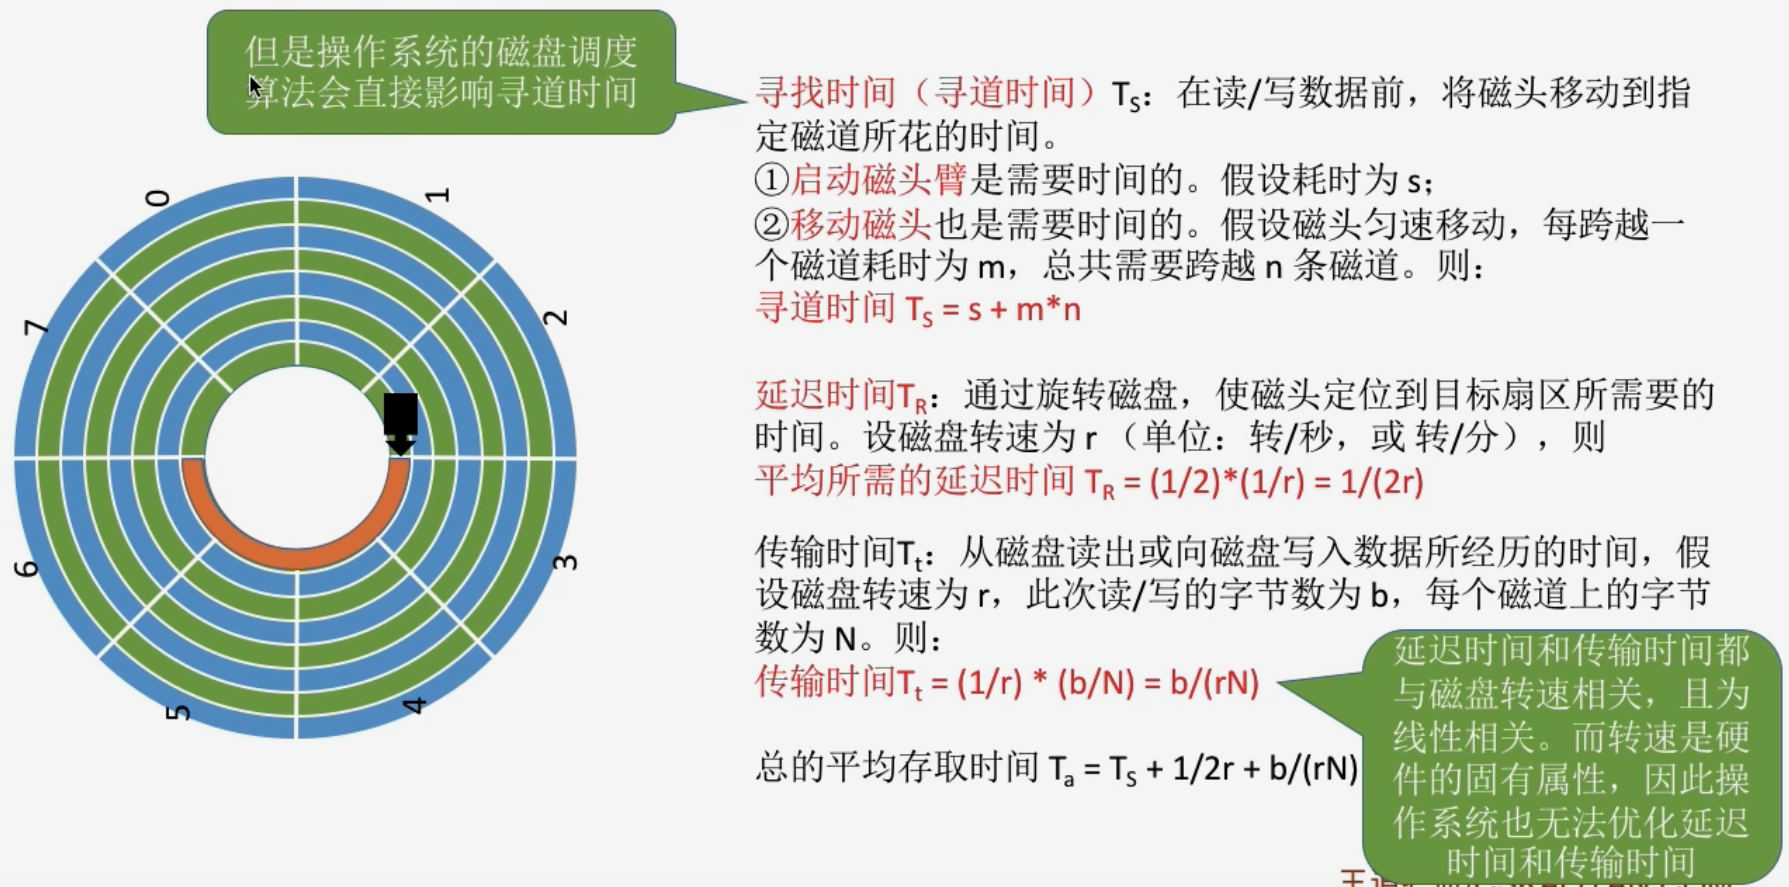 但是操作系统的磁盘调度
算法会直接影响寻道时间
寻找时间（寻道时间）TS：在读/写数据前，将磁头移动到指
定磁道所花的时间。
①启动磁头臂是需要时间的。假设耗时为 s；
②移动磁头也是需要时间的。假设磁头匀速移动，每跨越一
个磁道耗时为 m，总共需要跨越 n 条磁道。则：
寻道时间 TS = s + m*n
延迟时间TR：通过旋转磁盘，使磁头定位到目标扇区所需要的
时间。设磁盘转速为 r （单位：转/秒，或 转/分），则
平均所需的延迟时间 TR = (1/2)*(1/r) = 1/(2r)
传输时间Tt：从磁盘读出或向磁盘写入数据所经历的时间，假
设磁盘转速为 r，此次读/写的字节数为 b，每个磁道上的字节
数为 N。则：
传输时间Tt = (1/r) * (b/N) = b/(rN)
总的平均存取时间 Ta = TS + 1/2r + b/(rN)
延迟时间和传输时间都
与磁盘转速相关，且为
线性相关。而转速是硬
件的固有属性，因此操
作系统也无法优化延迟
时间和传输时间
0
1
2
3
4
5
6
7